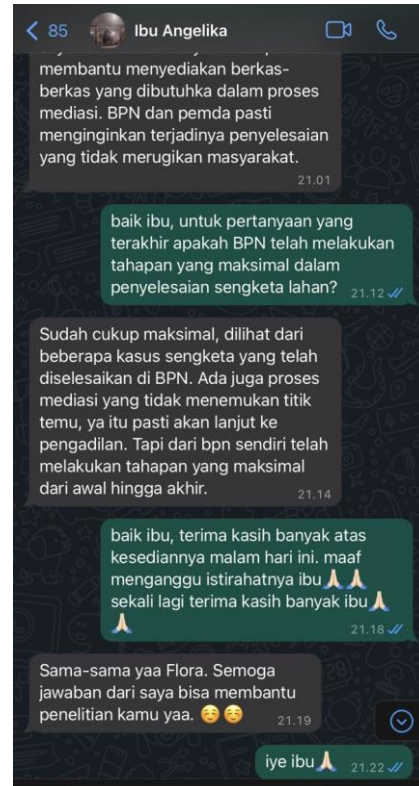 85
Ibu Angelika
membantu menyediakan berkas-
berkas yang dibutuhka dalam proses
mediasi. BPN dan pemda pasti
menginginkan terjadinya penyelesaian
yang tidak merugikan masyarakat.
21.01
baik ibu, untuk pertanyaan yang
terakhir apakah BPN telah melakukan
tahapan yang maksimal dalam
penyelesaian sengketa lahan?
21.12
Sudah cukup maksimal, dilihat dari
beberapa kasus sengketa yang telah
diselesaikan di BPN. Ada juga proses
mediasi yang tidak menemukan titik
temu, ya itu pasti akan lanjut ke
pengadilan. Tapi dari bpn sendiri telah
melakukan tahapan yang maksimal
dari awal hingga akhir.
21.14
baik ibu, terima kasih banyak atas
kesediannya malam hari ini. maaf
menganggu istirahatnya ibu🙏🏻🙏🏻
sekali lagi terima kasih banyak ibu🙏🏻
🙏🏻
21.18
Sama-sama yaa Flora. Semoga
jawaban dari saya bisa membantu
penelitian kamu yaa. ☺️☺️
21.19
iye ibu🙏🏻
21.22